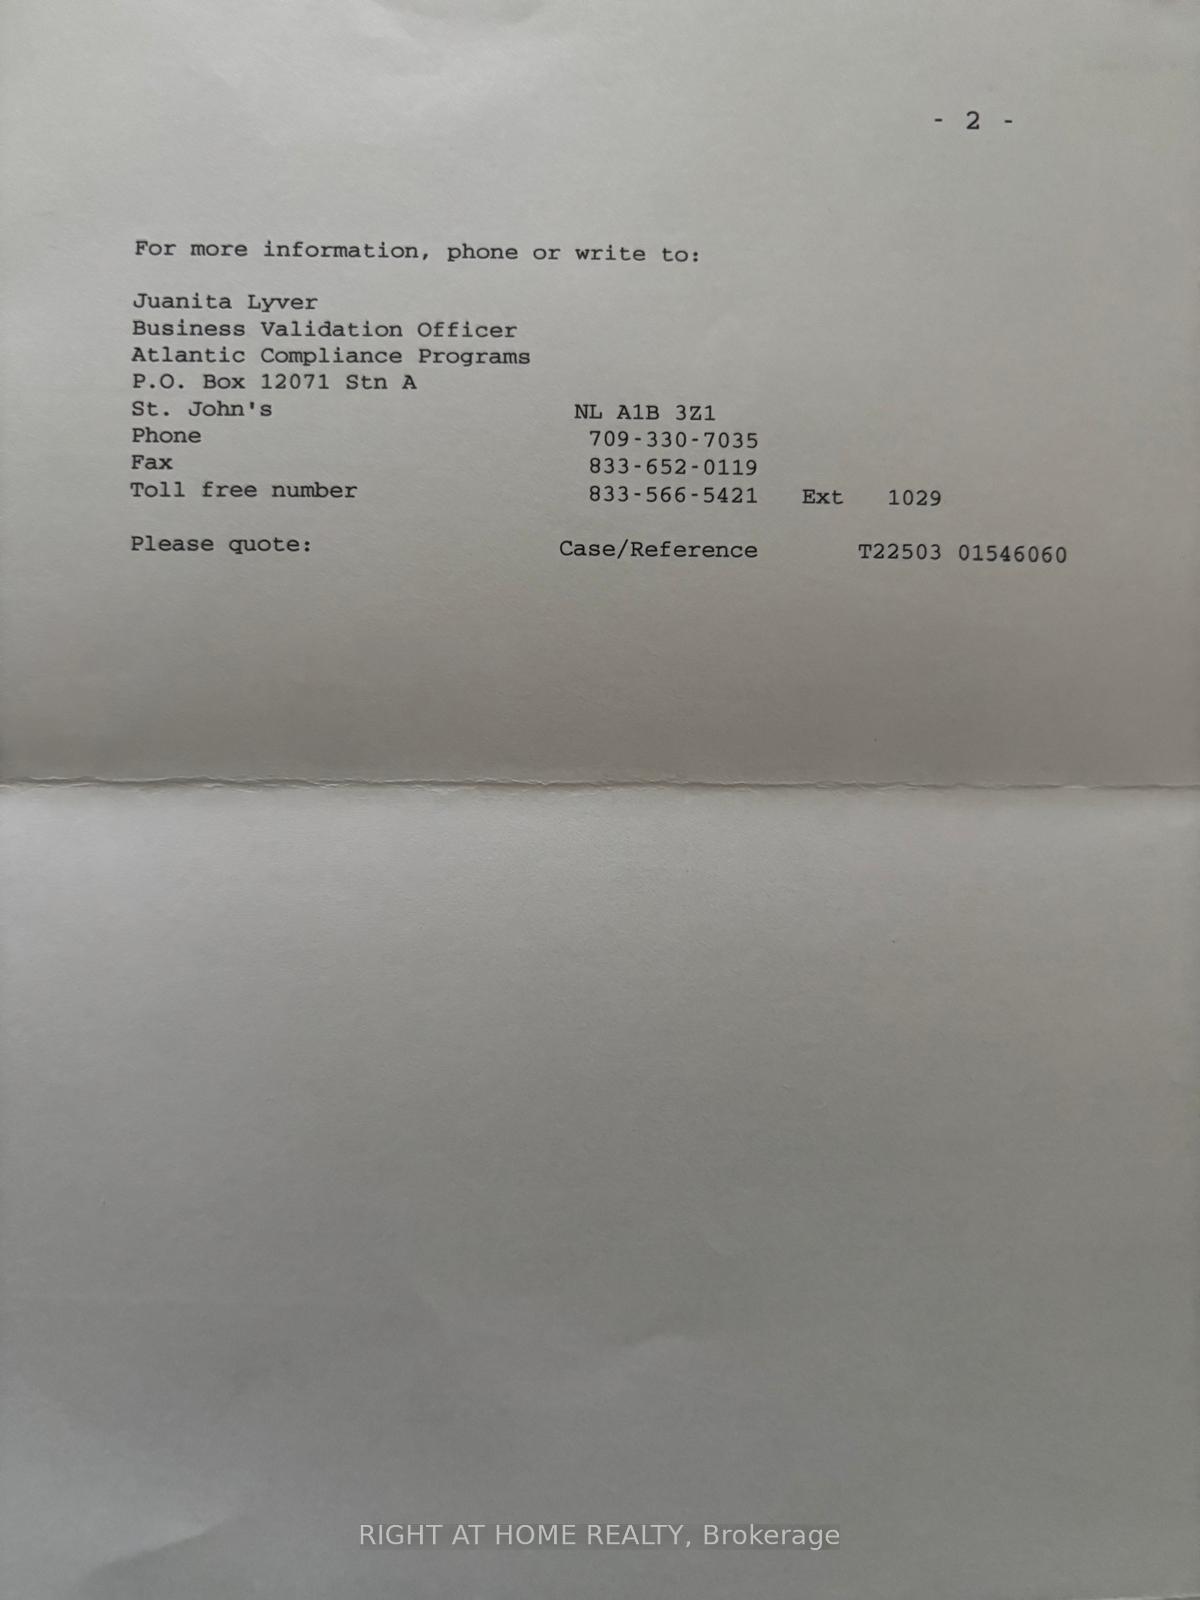 - 2 -
For more information, phone or write to:
Juanita Lyver
Business Validation Officer
Atlantic Compliance Programs
P.O. Box 12071 Stn A
St. John's NL A1B 3Z1
Phone 709-330-7035
Fax 833-652-0119
Toll free number 833-566-5421 Ext 1029
Please quote: Case/Reference T22503 01546060
RIGHT AT HOME REALTY, Brokerage